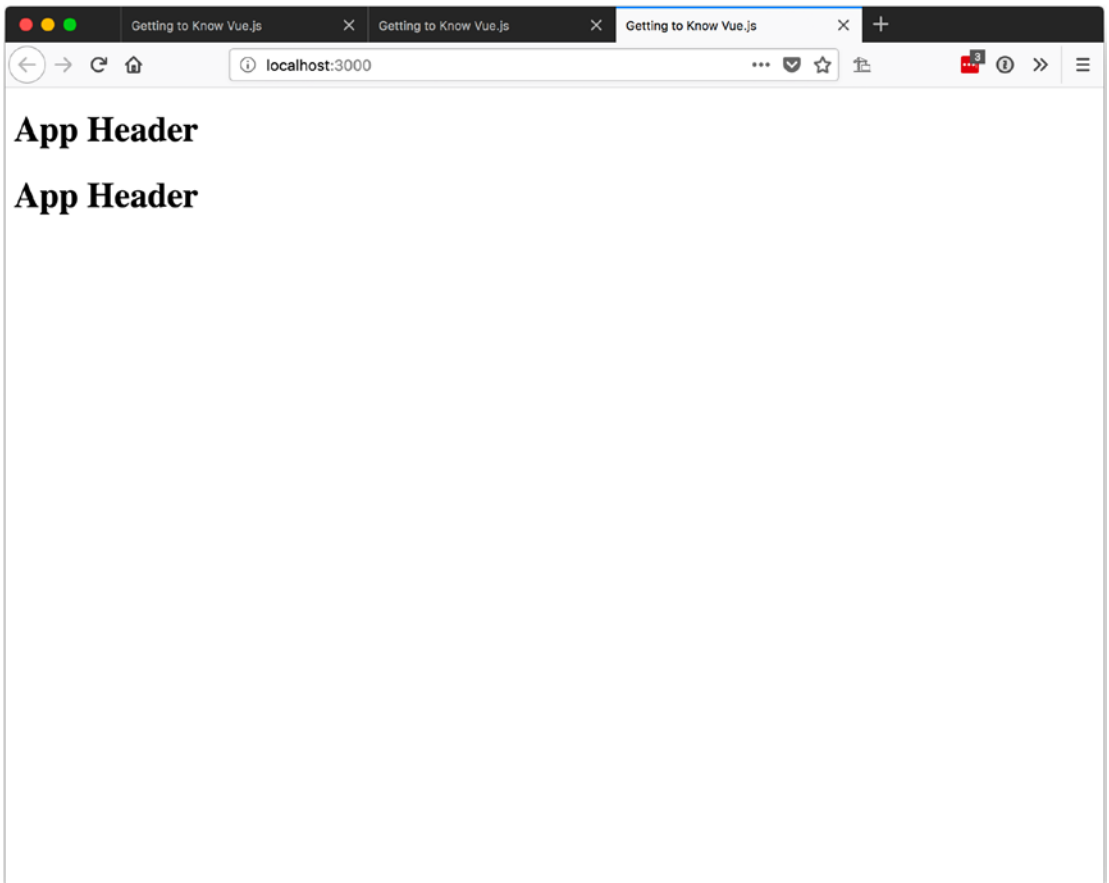 Getting to Know Vue.js
Getting to Know Vue.js
Getting to Know Vue.js
localhost:3000
3
App Header
App Header